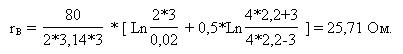 r_в = 80/(2*3,14*3) * [ Ln (2*3)/(0,02) + 0,5*Ln (4*2,2+3)/(4*2,2-3) ] = 25,71 Ом.